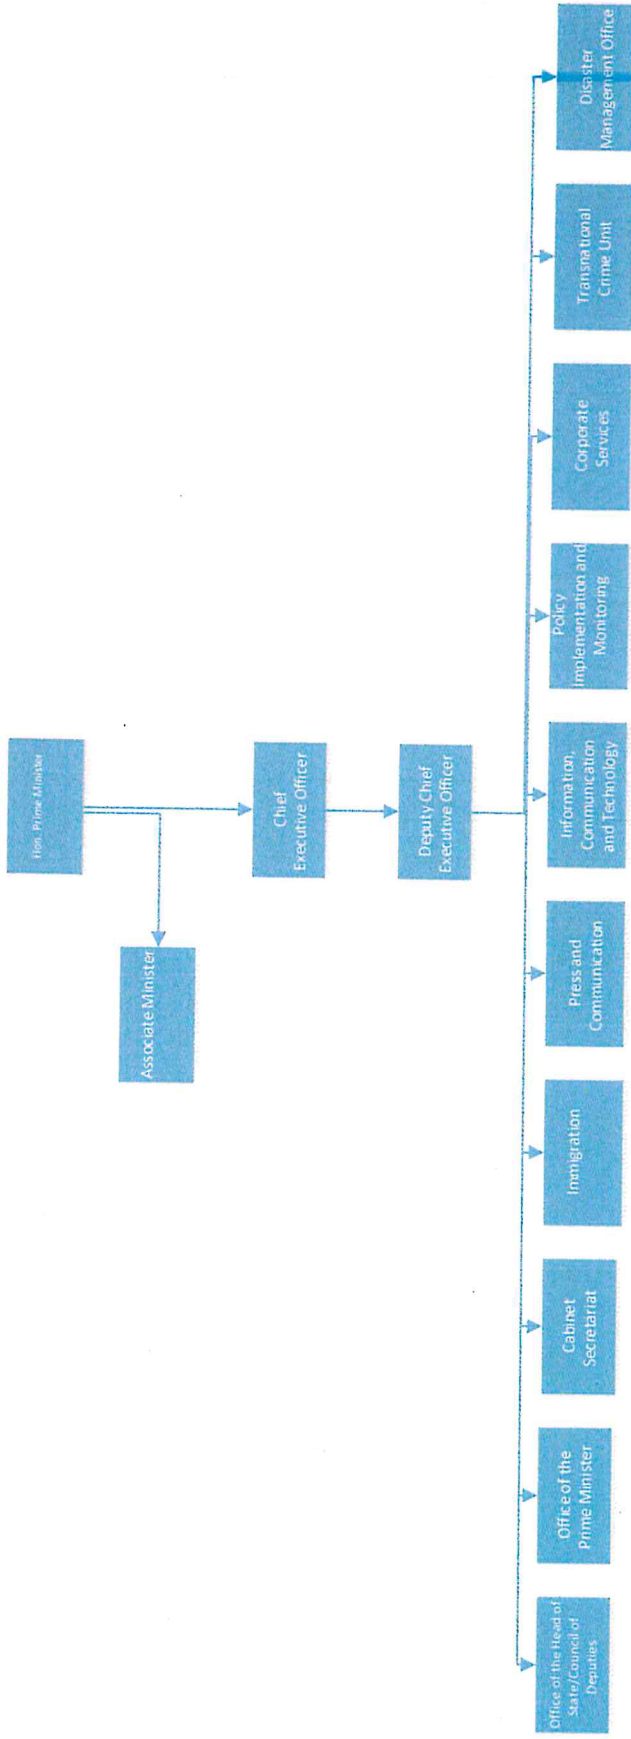 Hon. Prime Minister
Associate Minister
Chief
Executive Officer
Deputy Chief
Executive Officer
Office of the Head of
State/Council of
Deputies
Office of the
Prime Minister
Cabinet
Secretariat
Immigration
Press and
Communication
Information,
Communication
and Technology
Policy
Implementation and
Monitoring
Corporate
Services
Transnational
Crime Unit
Disaster
Management Office